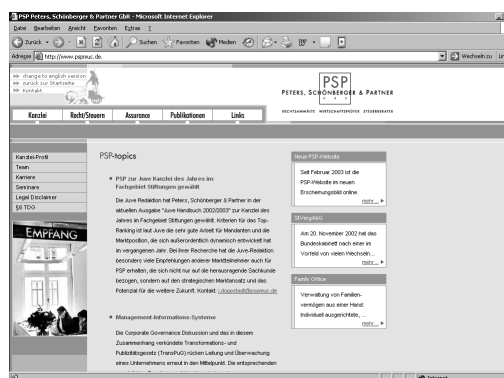 PSP Peters, Schönberger & Partner GbR - Microsoft Internet Explorer
Datei Bearbeiten Ansicht Favoriten Extras ?
Zurück Suchen Favoriten Medien
Adresse http://www.pspmuc.de. Wechseln zu
change to english version
zurück zur Startseite
Kontakt
PSP
PETERS, SCHÖNBERGER & PARTNER
RECHTSANWÄLTE WIRTSCHAFTSPRÜFER STEUERBERATER
Kanzlei Recht/Steuern Assurance Publikationen Links
Kanzlei-Profil
Team
Karriere
Seminare
Legal Disclaimer
§6 TDG
EMPFANG
PSP-topics
PSP zur Juve Kanzlei des Jahres im
Fachgebiet Stiftungen gewählt
Die Juve Redaktion hat Peters, Schönberger & Partner in der
aktuellen Ausgabe "Juve Handbuch 2002/2003" zur Kanzlei des
Jahres im Fachgebiet Stiftungen gewählt. Kriterien für das Top-
Ranking ist laut Juve die sehr gute Arbeit für Mandanten und die
Marktposition, die sich außerordentlich dynamisch entwickelt hat
im vergangenen Jahr. Bei ihrer Recherche hat die Juve-Redaktion
besonders viele Empfehlungen anderer Marktteilnehmer auch für
PSP erhalten, die sich nicht nur auf die herausragende Sachkunde
bezogen, sondern auf den strategischen Marktansatz und das
Potenzial für die weitere Zukunft. Kontakt: j.doppstadt@pspmuc.de
Management-Informations-Systeme
Die Corporate Governance Diskussion und das in diesem
Zusammenhang verkündete Transformations- und
Publizitätsgesetz (TransPuG) rücken Leitung und Überwachung
eines Unternehmens erneut in den Mittelpunkt. Die entsprechenden
Neue PSP-Website
Seit Februar 2003 ist die
PSP-Website im neuen
Erscheinungsbild online.
mehr...
StVergAbG
Am 20. November 2002 hat das
Bundeskabinett nach einer im
Vorfeld von vielen Wechseln...
mehr...
Family Office
Verwaltung von Familien-
vermögen aus einer Hand:
Individuell ausgerichtete, ...
mehr...
Internet